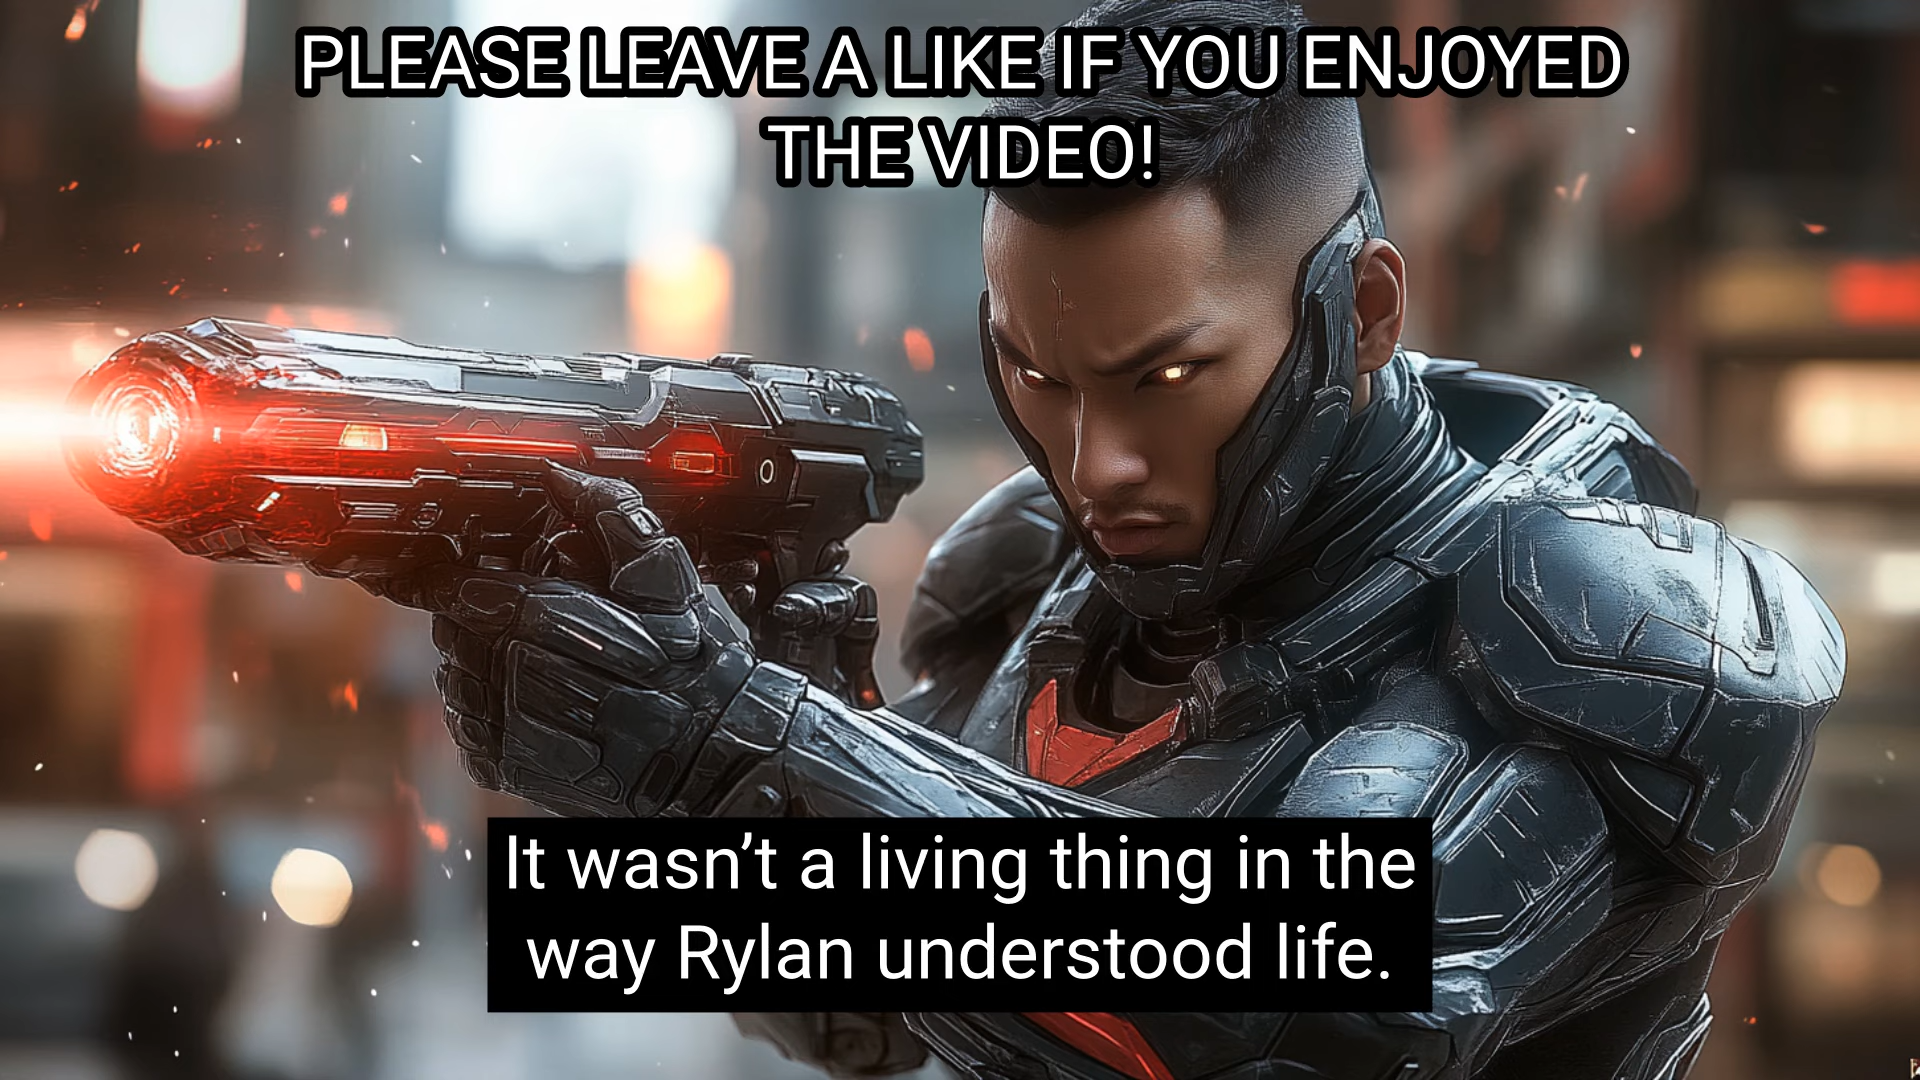 PLEASE LEAVE A LIKE IF YOU ENJOYED
THE VIDEO!
It wasn’t a living thing in the
way Rylan understood life.